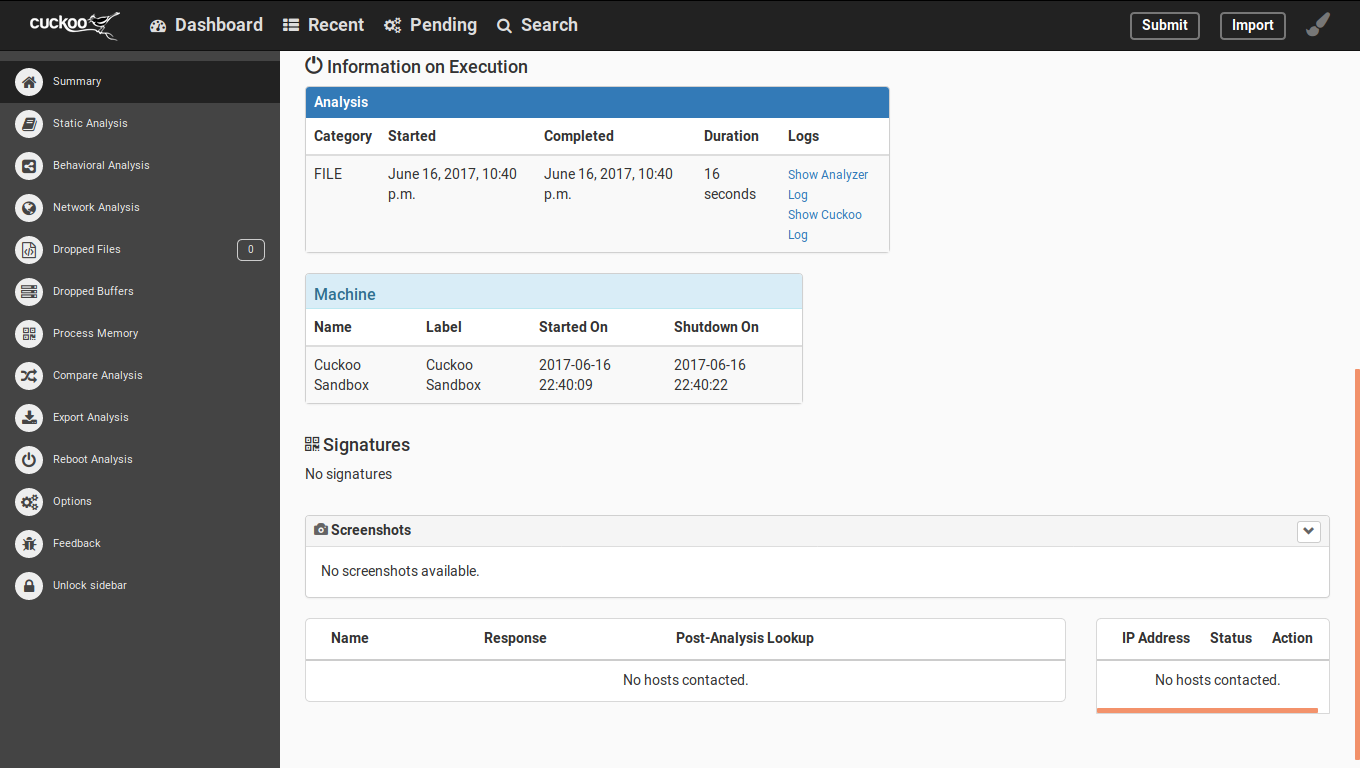 cuckoo Dashboard Recent Pending Search Submit Import
Summary
Static Analysis
Behavioral Analysis
Network Analysis
Dropped Files 0
Dropped Buffers
Process Memory
Compare Analysis
Export Analysis
Reboot Analysis
Options
Feedback
Unlock sidebar
Information on Execution
Analysis
Category Started Completed Duration Logs
FILE June 16, 2017, 10:40 June 16, 2017, 10:40 16 Show Analyzer
p.m. p.m. seconds Log
Show Cuckoo
Log
Machine
Name Label Started On Shutdown On
Cuckoo Cuckoo 2017-06-16 2017-06-16
Sandbox Sandbox 22:40:09 22:40:22
Signatures
No signatures
Screenshots
No screenshots available.
Name Response Post-Analysis Lookup
No hosts contacted.
IP Address Status Action
No hosts contacted.